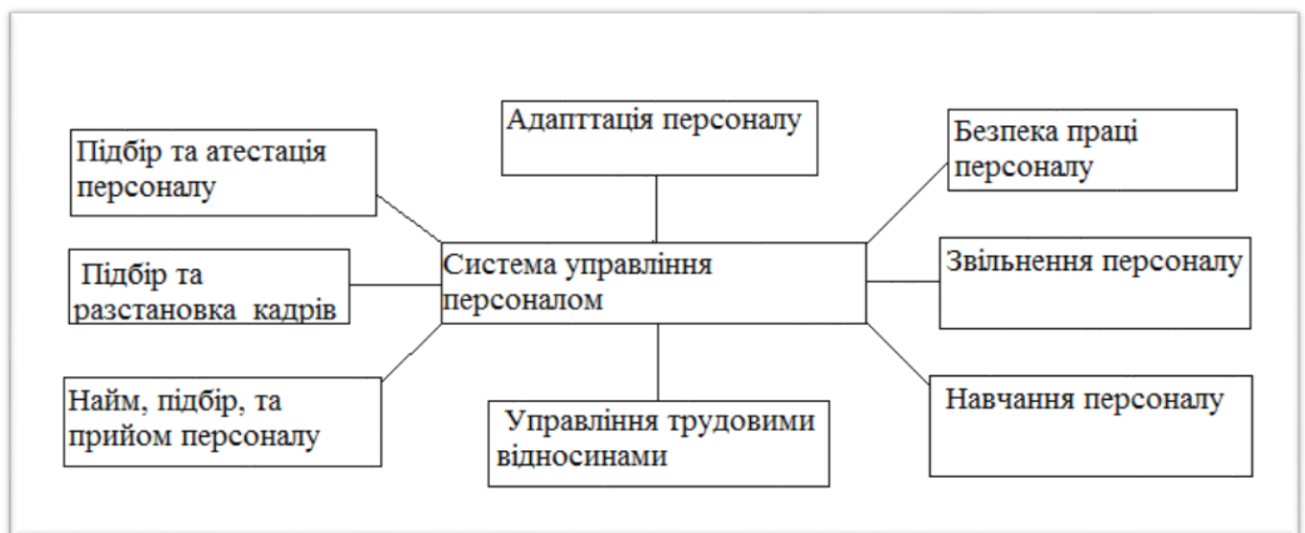 Адапттація персоналу
Безпека праці
персоналу
Підбір та атестація
персоналу
Система управління
персоналом
Звільнення персоналу
Підбір та
разстановка кадрів
Найм, підбір, та
прийом персоналу
Управління трудовими
відносинами
Навчання персоналу